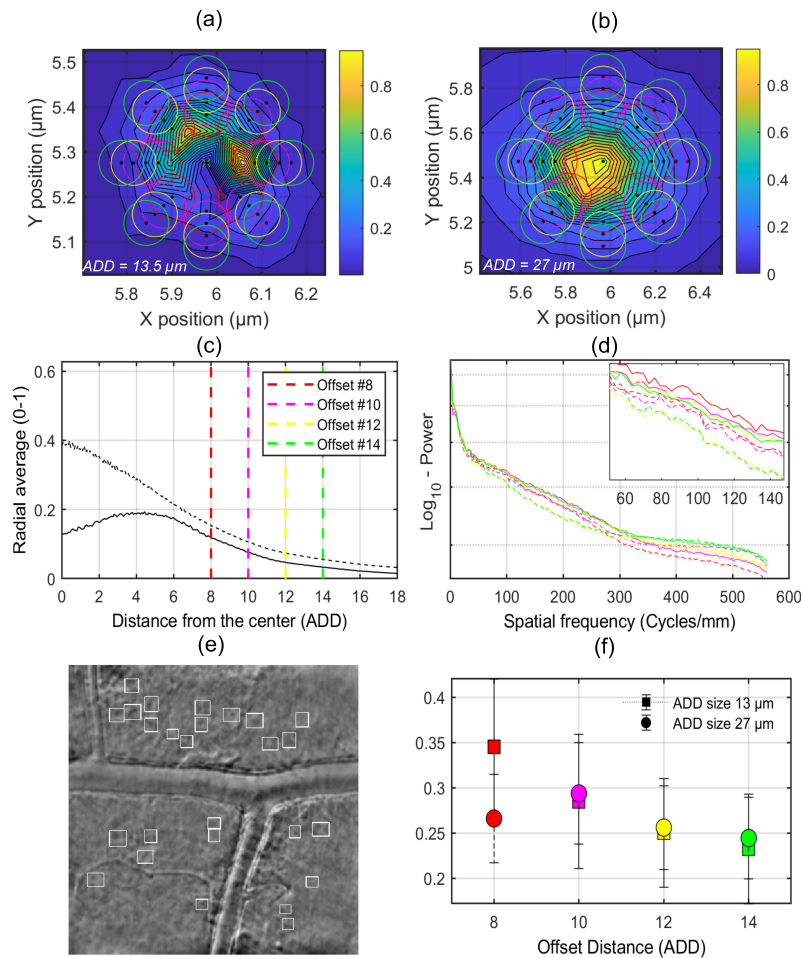 (a)
5.5
5.4
5.3
5.2
5.1
Y position (µm)
ADD = 13.5 µm
5.8 5.9 6 6.1 6.2
X position (µm)
0.8
0.6
0.4
0.2
(b)
5.8
5.6
5.4
5.2
5
Y position (µm)
ADD = 27 µm
5.6 5.8 6 6.2 6.4
X position (µm)
0.8
0.6
0.4
0.2
0
(c)
0.6
0.4
0.2
0
Radial average (0-1)
Offset #8
Offset #10
Offset #12
Offset #14
0 2 4 6 8 10 12 14 16 18
Distance from the center (ADD)
(d)
Log10 - Power
60 80 100 120 140
0 100 200 300 400 500 600
Spatial frequency (Cycles/mm)
(e)
(f)
0.4
0.35
0.3
0.25
0.2
ADD size 13 µm
ADD size 27 µm
8 10 12 14
Offset Distance (ADD)